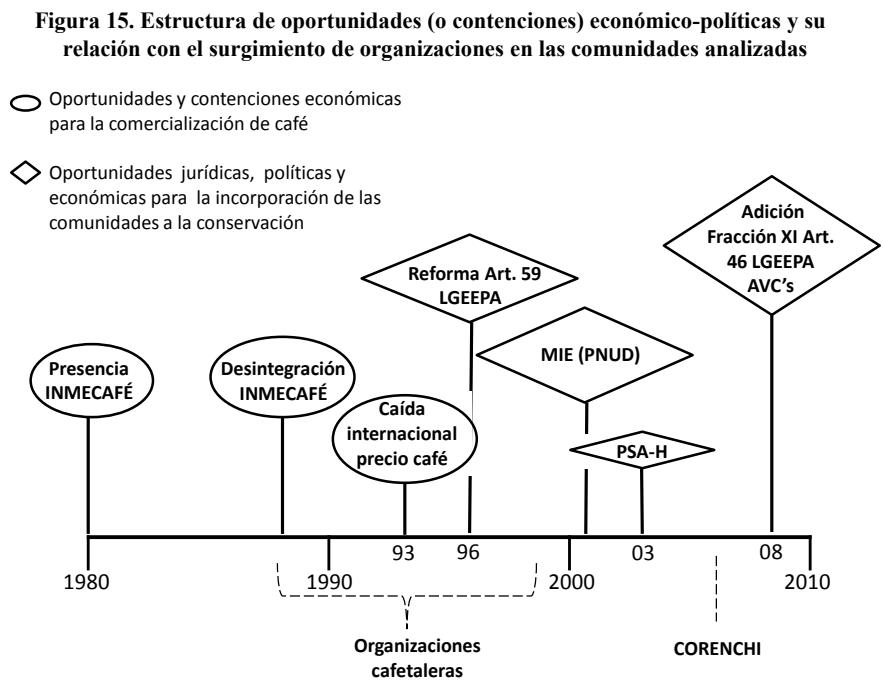 Figura 15. Estructura de oportunidades (o contenciones) económico-políticas y su
relación con el surgimiento de organizaciones en las comunidades analizadas
Oportunidades y contenciones económicas
para la comercialización de café
Oportunidades jurídicas, políticas y
económicas para la incorporación de las
comunidades a la conservación
Adición
Fracción XI Art.
46 LGEEPA
AVC's
Reforma Art. 59
LGEEPA
MIE (PNUD)
Presencia
INMECAFÉ
Desintegración
INMECAFÉ
Caída
internacional
precio café
PSA-H
93
96
03
08
1980
1990
2000
2010
Organizaciones
cafetaleras
CORENCHI